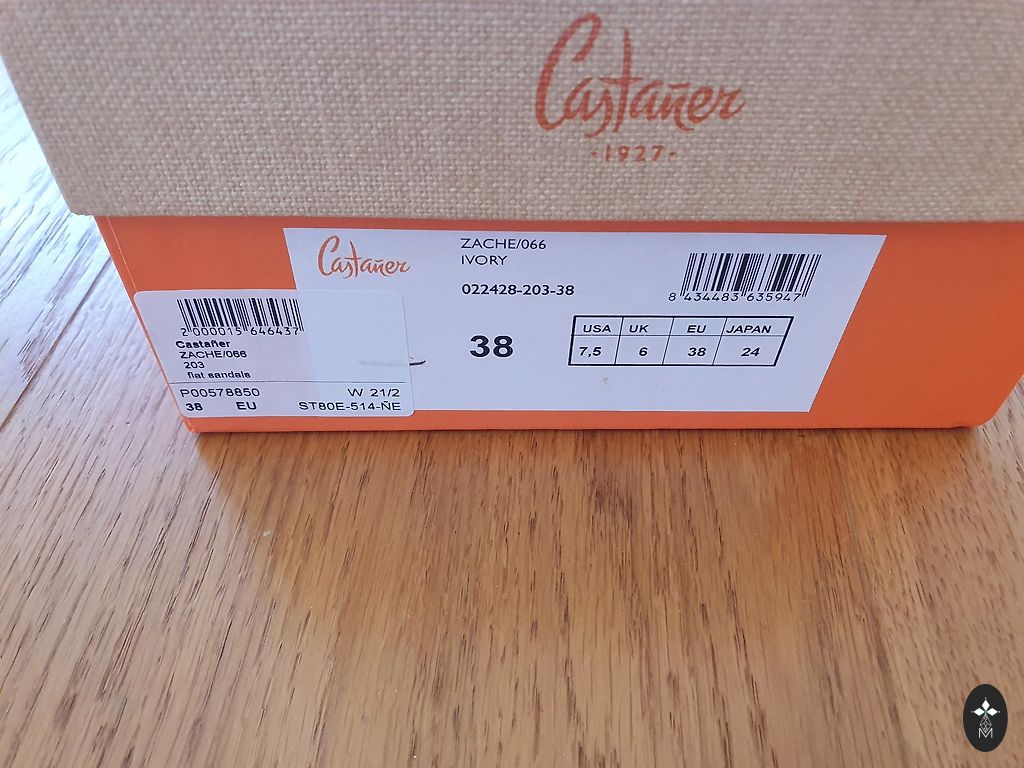 Castañer
·1927·
Castañer
ZACHE/066
IVORY
022428-203-38
8 434483 635947
38
USA UK EU JAPAN
7,5 6 38 24
2 000015 646437
Castañer
ZACHE/066
203
flat sandals
P00578850 W 21/2
38 EU ST80E-514-ÑE
M